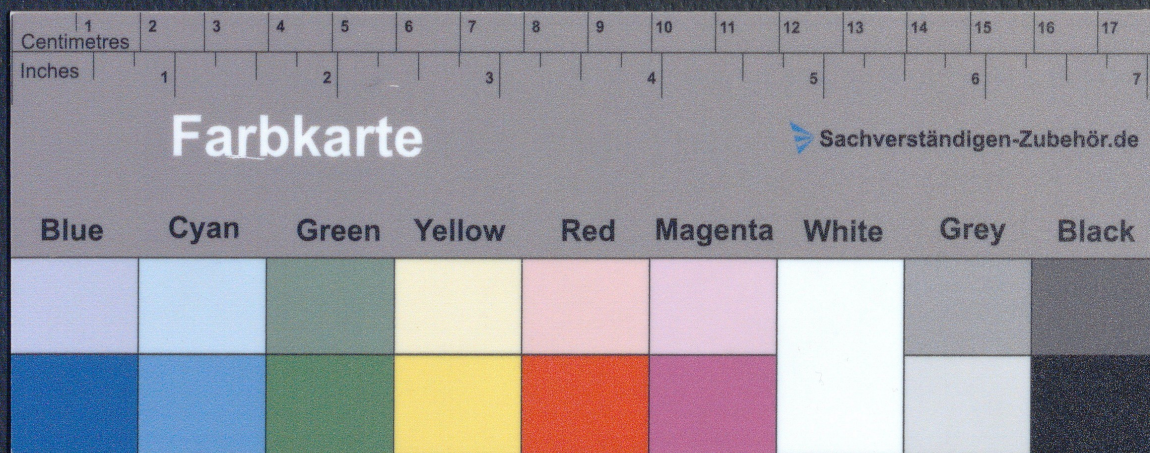 1 2 3 4 5 6 7 8 9 10 11 12 13 14 15 16 17
Centimetres
Inches
1 2 3 4 5 6 7
Farbkarte
Sachverständigen-Zubehör.de
Blue Cyan Green Yellow Red Magenta White Grey Black